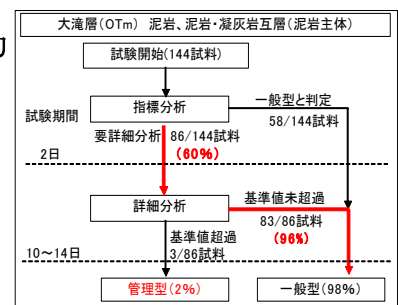 大滝層(OTm) 泥岩、泥岩・凝灰岩互層(泥岩主体)
試験開始(144試料)
試験期間
指標分析
一般型と判定
58/144試料
要詳細分析 86/144試料
(60%)
2日
詳細分析
基準値未超過
83/86試料
(96%)
基準値超過
3/86試料
10~14日
管理型(2%)
一般型(98%)